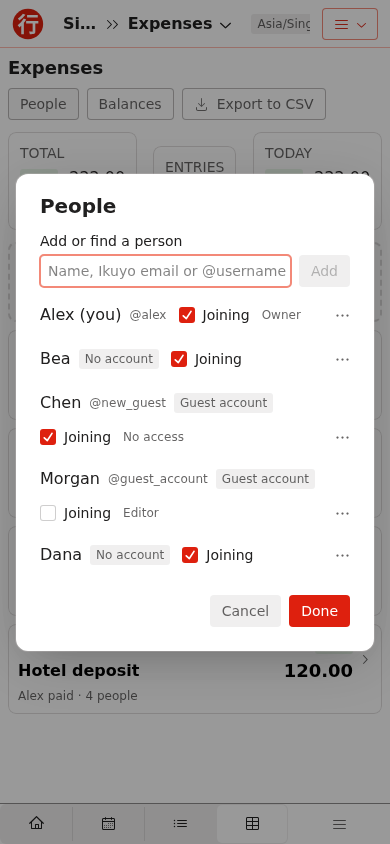 行 Si... >> Expenses Asia/Sing
Expenses
People Balances Export to CSV
TOTAL
ENTRIES
TODAY
People
Add or find a person
Name, Ikuyo email or @username Add
Alex (you) @alex Joining Owner ...
Bea No account Joining ...
Chen @new_guest Guest account
Joining No access ...
Morgan @guest_account Guest account
Joining Editor ...
Dana No account Joining ...
Cancel Done
Hotel deposit 120.00
Alex paid · 4 people